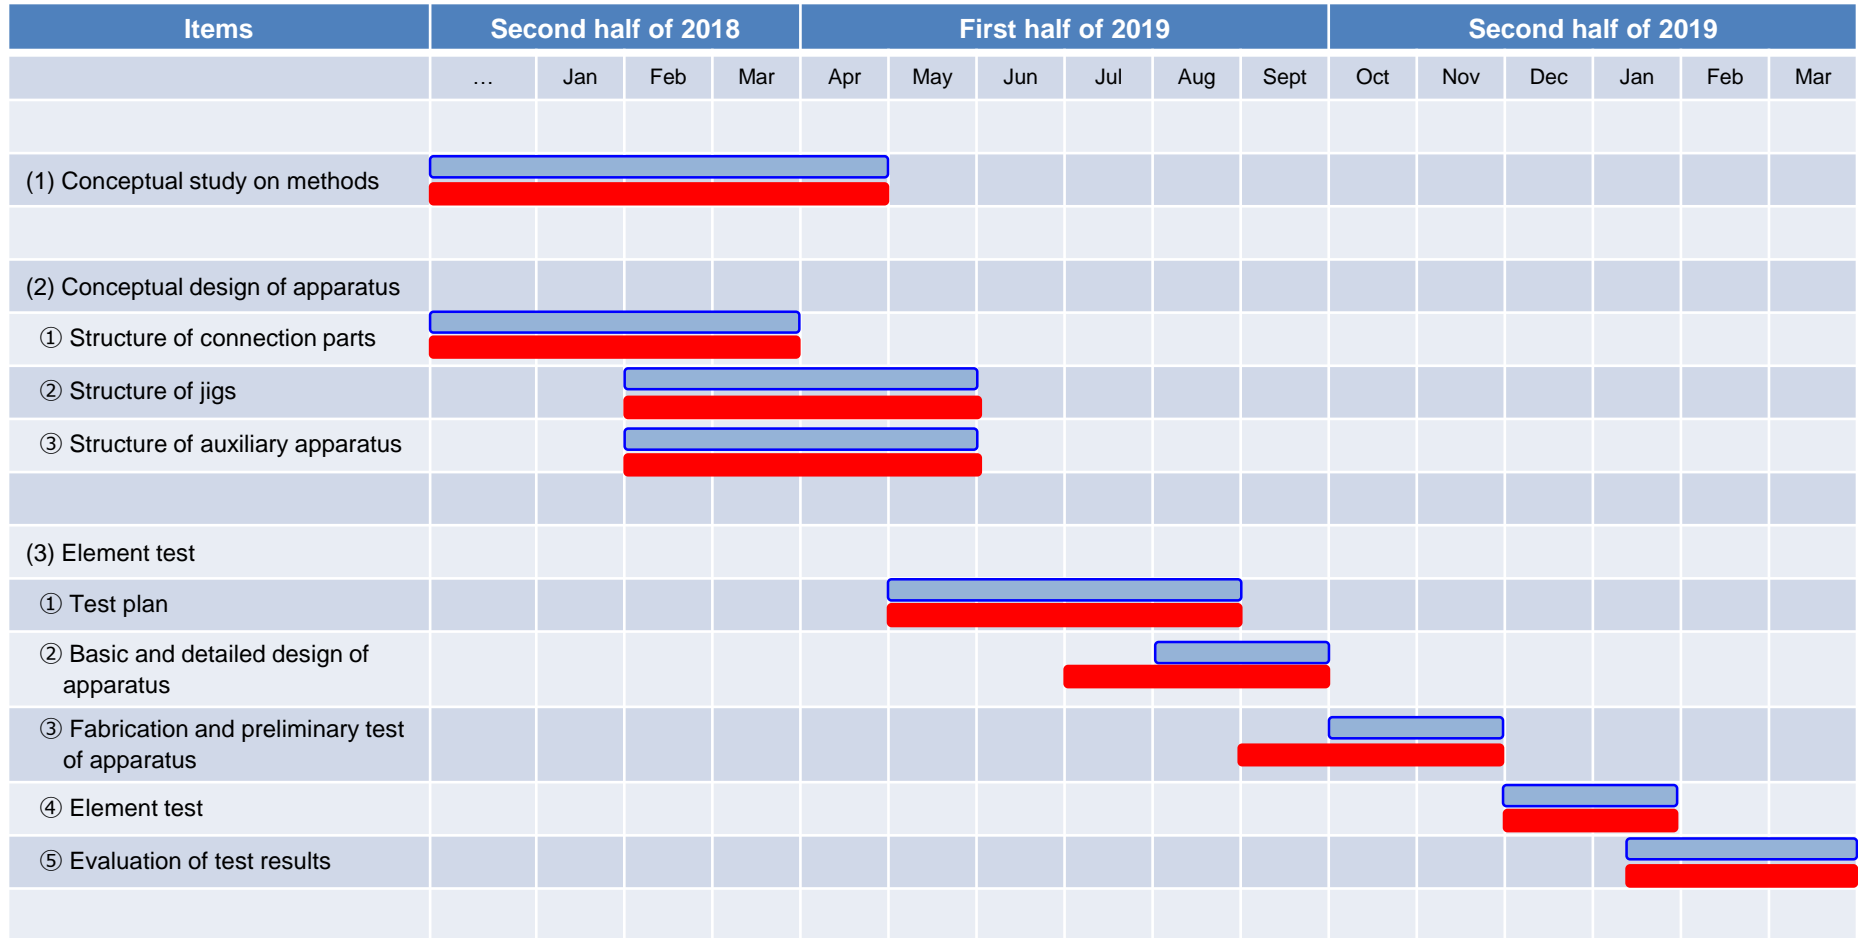 Items Second half of 2018 First half of 2019 Second half of 2019
… Jan Feb Mar Apr May Jun Jul Aug Sept Oct Nov Dec Jan Feb Mar
(1) Conceptual study on methods
(2) Conceptual design of apparatus
① Structure of connection parts
② Structure of jigs
③ Structure of auxiliary apparatus
(3) Element test
① Test plan
② Basic and detailed design of
apparatus
③ Fabrication and preliminary test
of apparatus
④ Element test
⑤ Evaluation of test results